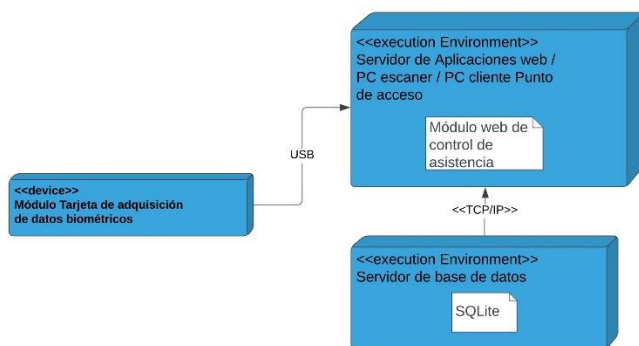 <<execution Environment>>
Servidor de Aplicaciones web /
PC escaner / PC cliente Punto
de acceso
Módulo web de
control de
asistencia
USB
<<device>>
Módulo Tarjeta de adquisición
de datos biométricos
<<TCP/IP>>
<<execution Environment>>
Servidor de base de datos
SQLite